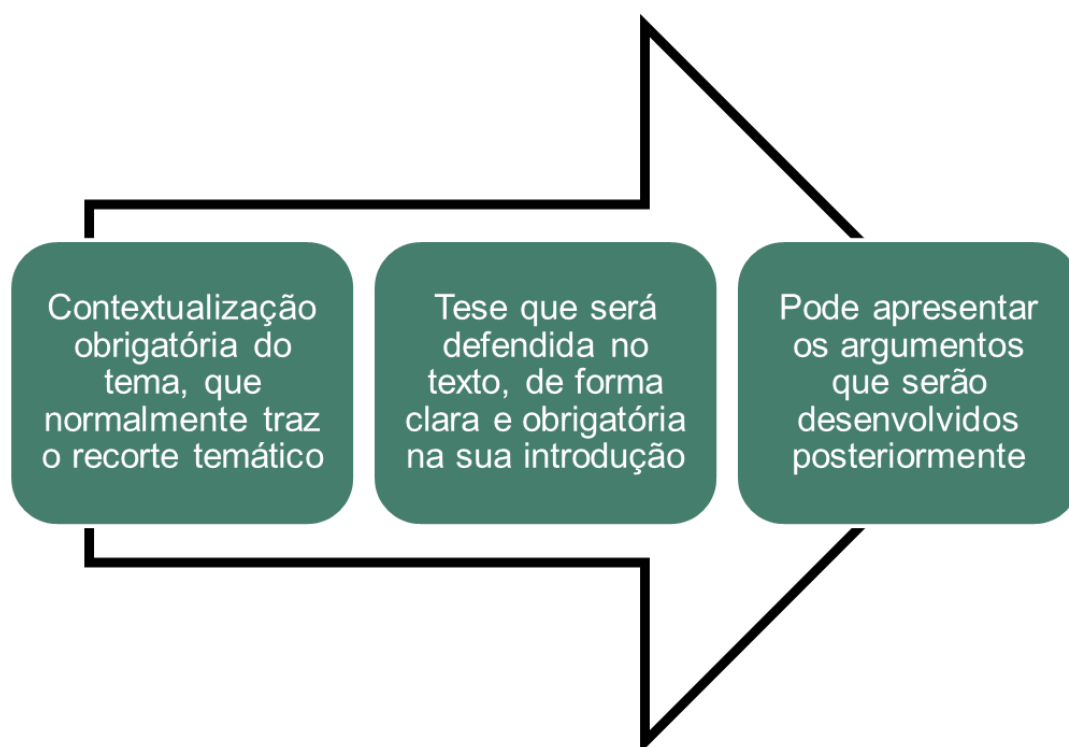 Contextualização
obrigatória do
tema, que
normalmente traz
o recorte temático
Tese que será
defendida no
texto, de forma
clara e obrigatória
na sua introdução
Pode apresentar
os argumentos
que serão
desenvolvidos
posteriormente